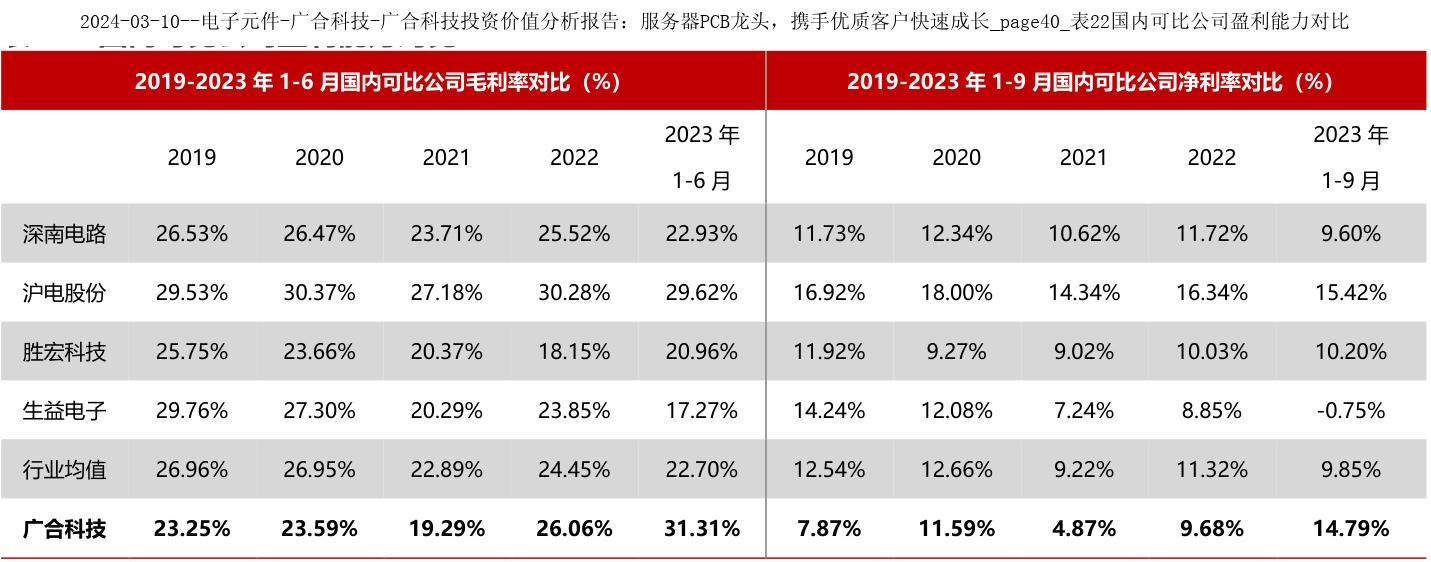 2024-03-10--电子元件-广合科技-广合科技投资价值分析报告：服务器PCB龙头，携手优质客户快速成长_page40_表22国内可比公司盈利能力对比
2019-2023 年 1-6 月国内可比公司毛利率对比（%） 2019-2023 年 1-9 月国内可比公司净利率对比（%）
2019 2020 2021 2022 2023 年 1-6 月 2019 2020 2021 2022 2023 年 1-9 月
深南电路 26.53% 26.47% 23.71% 25.52% 22.93% 11.73% 12.34% 10.62% 11.72% 9.60%
沪电股份 29.53% 30.37% 27.18% 30.28% 29.62% 16.92% 18.00% 14.34% 16.34% 15.42%
胜宏科技 25.75% 23.66% 20.37% 18.15% 20.96% 11.92% 9.27% 9.02% 10.03% 10.20%
生益电子 29.76% 27.30% 20.29% 23.85% 17.27% 14.24% 12.08% 7.24% 8.85% -0.75%
行业均值 26.96% 26.95% 22.89% 24.45% 22.70% 12.54% 12.66% 9.22% 11.32% 9.85%
广合科技 23.25% 23.59% 19.29% 26.06% 31.31% 7.87% 11.59% 4.87% 9.68% 14.79%